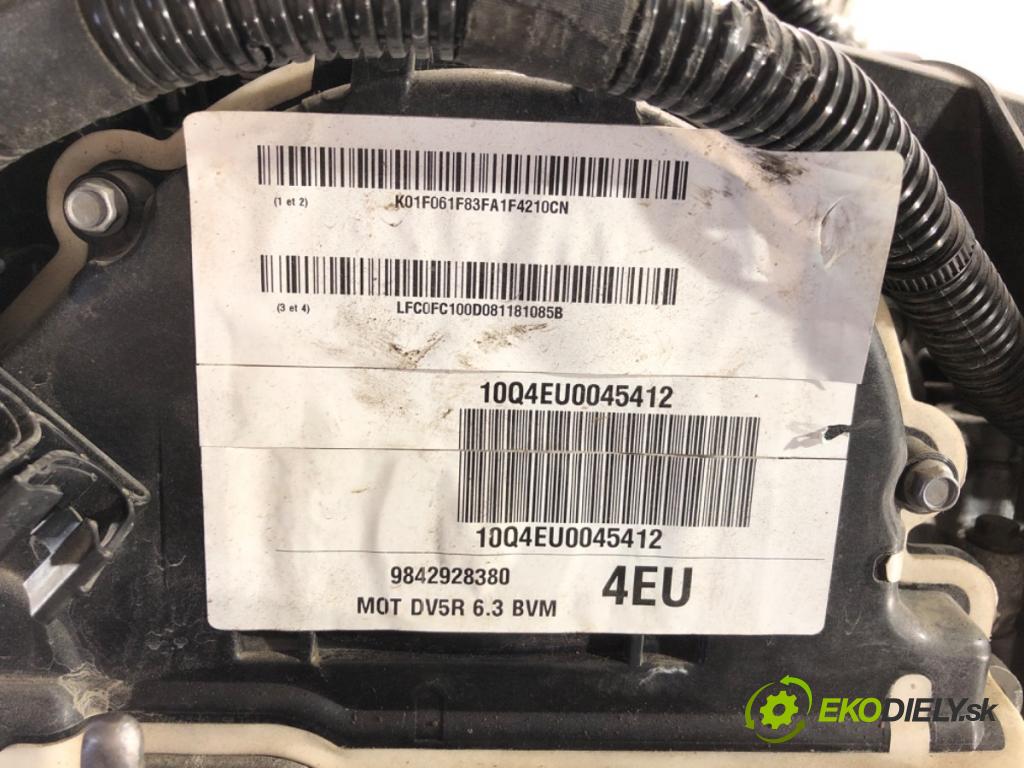 K01F061F83FA1F4210CN
(1 et 2)
LFC0FC100D081181085B
(3 et 4)
10Q4EU0045412
10Q4EU0045412
9842928380
4EU
MOT DV5R 6.3 BVM
EKODIELY.sk